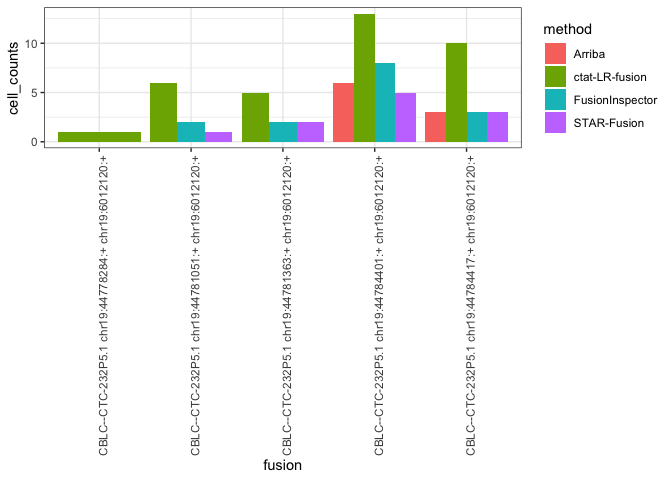 cell_counts
10
5
0
CBLC--CTC-232P5.1 chr19:44778284:+ chr19:6012120:+
CBLC--CTC-232P5.1 chr19:44781051:+ chr19:6012120:+
CBLC--CTC-232P5.1 chr19:44781363:+ chr19:6012120:+
CBLC--CTC-232P5.1 chr19:44784401:+ chr19:6012120:+
CBLC--CTC-232P5.1 chr19:44784417:+ chr19:6012120:+
fusion
method
Arriba
ctat-LR-fusion
FusionInspector
STAR-Fusion